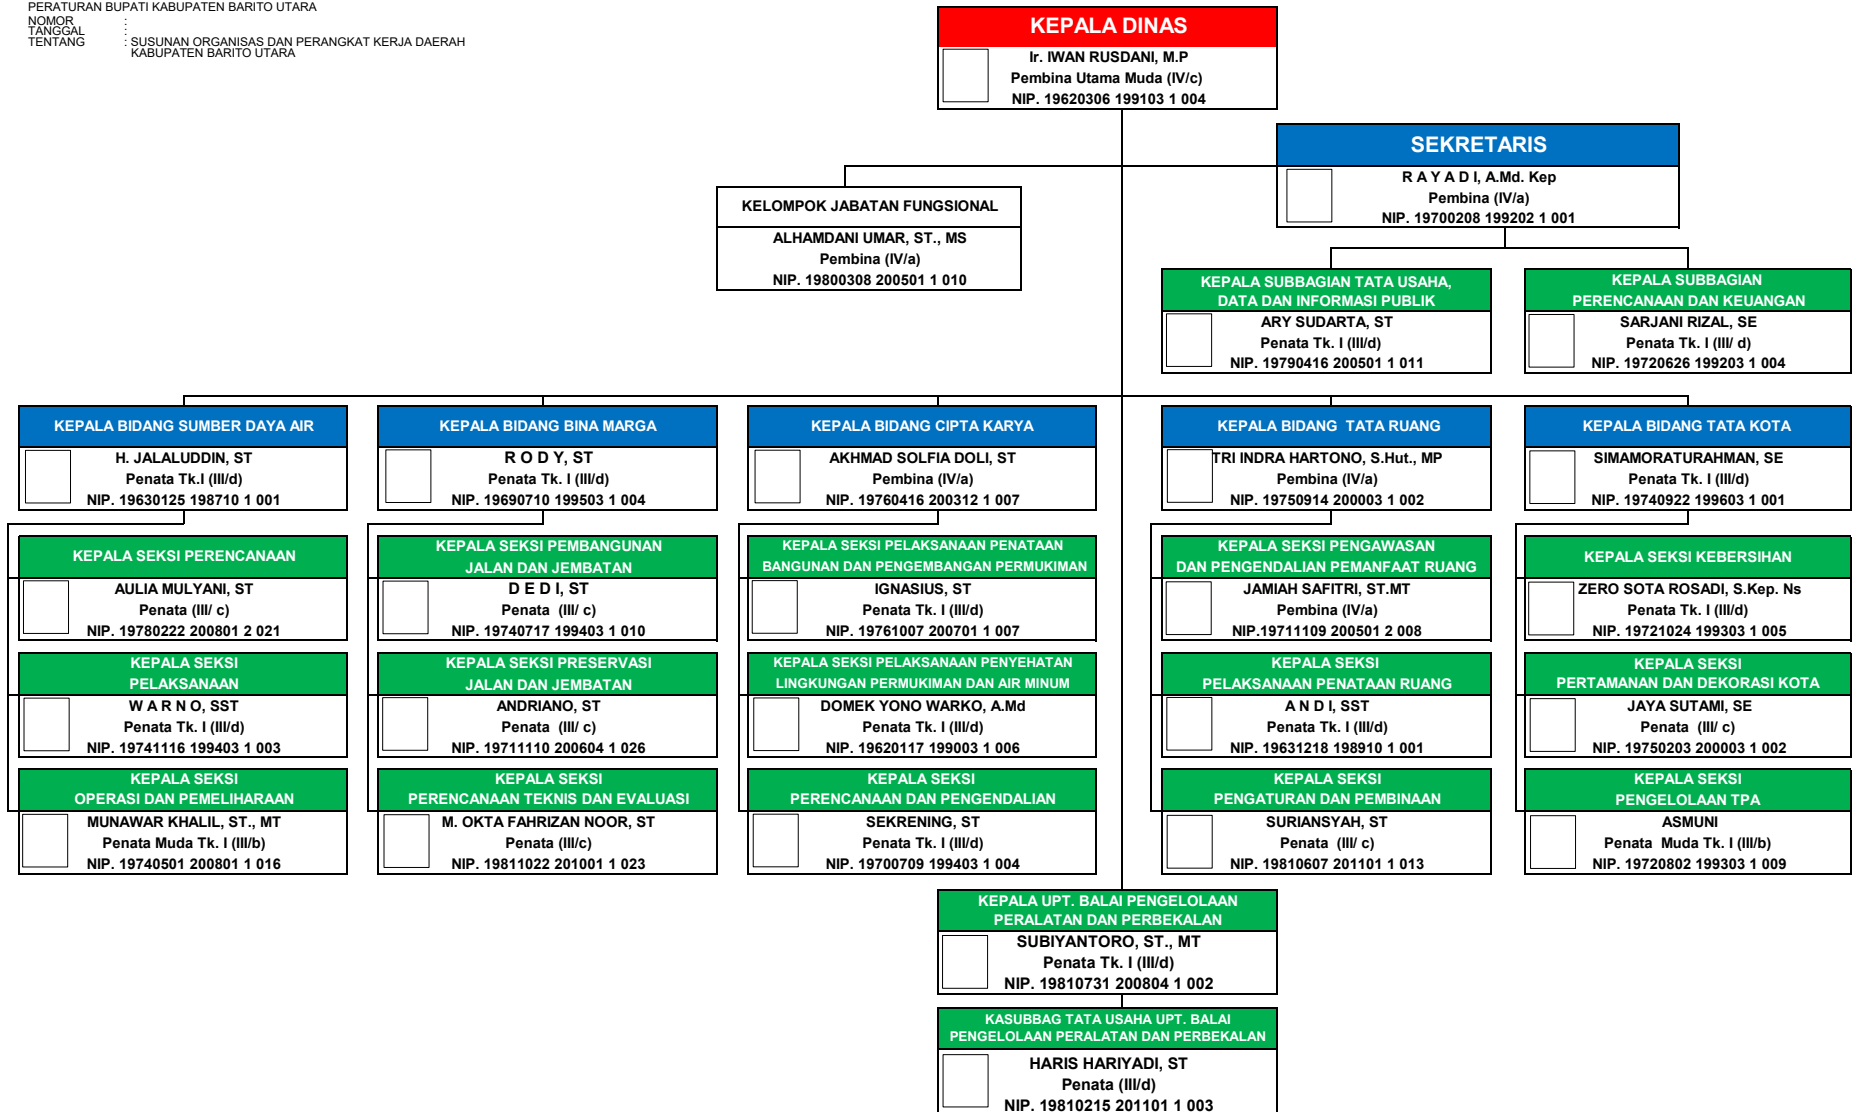 PERATURAN BUPATI KABUPATEN BARITO UTARA
NOMOR :
TANGGAL :
TENTANG : SUSUNAN ORGANISAS DAN PERANGKAT KERJA DAERAH
KABUPATEN BARITO UTARA
KEPALA DINAS
Ir. IWAN RUSDANI, M.P
Pembina Utama Muda (IV/c)
NIP. 19620306 199103 1 004
SEKRETARIS
R A Y A D I, A.Md. Kep
Pembina (IV/a)
NIP. 19700208 199202 1 001
KELOMPOK JABATAN FUNGSIONAL
ALHAMDANI UMAR, ST., MS
Pembina (IV/a)
NIP. 19800308 200501 1 010
KEPALA SUBBAGIAN TATA USAHA,
DATA DAN INFORMASI PUBLIK
ARY SUDARTA, ST
Penata Tk. I (III/d)
NIP. 19790416 200501 1 011
KEPALA SUBBAGIAN
PERENCANAAN DAN KEUANGAN
SARJANI RIZAL, SE
Penata Tk. I (III/ d)
NIP. 19720626 199203 1 004
KEPALA BIDANG SUMBER DAYA AIR
H. JALALUDDIN, ST
Penata Tk.I (III/d)
NIP. 19630125 198710 1 001
KEPALA BIDANG BINA MARGA
R O D Y, ST
Penata Tk. I (III/d)
NIP. 19690710 199503 1 004
KEPALA BIDANG CIPTA KARYA
AKHMAD SOLFIA DOLI, ST
Pembina (IV/a)
NIP. 19760416 200312 1 007
KEPALA BIDANG TATA RUANG
TRI INDRA HARTONO, S.Hut., MP
Pembina (IV/a)
NIP. 19750914 200003 1 002
KEPALA BIDANG TATA KOTA
SIMAMORATURAHMAN, SE
Penata Tk. I (III/d)
NIP. 19740922 199603 1 001
KEPALA SEKSI PERENCANAAN
AULIA MULYANI, ST
Penata (III/ c)
NIP. 19780222 200801 2 021
KEPALA SEKSI PEMBANGUNAN
JALAN DAN JEMBATAN
D E D I, ST
Penata (III/ c)
NIP. 19740717 199403 1 010
KEPALA SEKSI PELAKSANAAN PENATAAN
BANGUNAN DAN PENGEMBANGAN PERMUKIMAN
IGNASIUS, ST
Penata Tk. I (III/d)
NIP. 19761007 200701 1 007
KEPALA SEKSI PENGAWASAN
DAN PENGENDALIAN PEMANFAAT RUANG
JAMIAH SAFITRI, ST.MT
Pembina (IV/a)
NIP.19711109 200501 2 008
KEPALA SEKSI KEBERSIHAN
ZERO SOTA ROSADI, S.Kep. Ns
Penata Tk. I (III/d)
NIP. 19721024 199303 1 005
KEPALA SEKSI
PELAKSANAAN
W A R N O, SST
Penata Tk. I (III/d)
NIP. 19741116 199403 1 003
KEPALA SEKSI PRESERVASI
JALAN DAN JEMBATAN
ANDRIANO, ST
Penata (III/ c)
NIP. 19711110 200604 1 026
KEPALA SEKSI PELAKSANAAN PENYEHATAN
LINGKUNGAN PERMUKIMAN DAN AIR MINUM
DOMEK YONO WARKO, A.Md
Penata Tk. I (III/d)
NIP. 19620117 199003 1 006
KEPALA SEKSI
PELAKSANAAN PENATAAN RUANG
A N D I, SST
Penata Tk. I (III/d)
NIP. 19631218 198910 1 001
KEPALA SEKSI
PERTAMANAN DAN DEKORASI KOTA
JAYA SUTAMI, SE
Penata (III/ c)
NIP. 19750203 200003 1 002
KEPALA SEKSI
OPERASI DAN PEMELIHARAAN
MUNAWAR KHALIL, ST., MT
Penata Muda Tk. I (III/b)
NIP. 19740501 200801 1 016
KEPALA SEKSI
PERENCANAAN TEKNIS DAN EVALUASI
M. OKTA FAHRIZAN NOOR, ST
Penata (III/c)
NIP. 19811022 201001 1 023
KEPALA SEKSI
PERENCANAAN DAN PENGENDALIAN
SEKRENING, ST
Penata Tk. I (III/d)
NIP. 19700709 199403 1 004
KEPALA SEKSI
PENGATURAN DAN PEMBINAAN
SURIANSYAH, ST
Penata (III/ c)
NIP. 19810607 201101 1 013
KEPALA SEKSI
PENGELOLAAN TPA
ASMUNI
Penata Muda Tk. I (III/b)
NIP. 19720802 199303 1 009
KEPALA UPT. BALAI PENGELOLAAN
PERALATAN DAN PERBEKALAN
SUBIYANTORO, ST., MT
Penata Tk. I (III/d)
NIP. 19810731 200804 1 002
KASUBBAG TATA USAHA UPT. BALAI
PENGELOLAAN PERALATAN DAN PERBEKALAN
HARIS HARIYADI, ST
Penata (III/d)
NIP. 19810215 201101 1 003